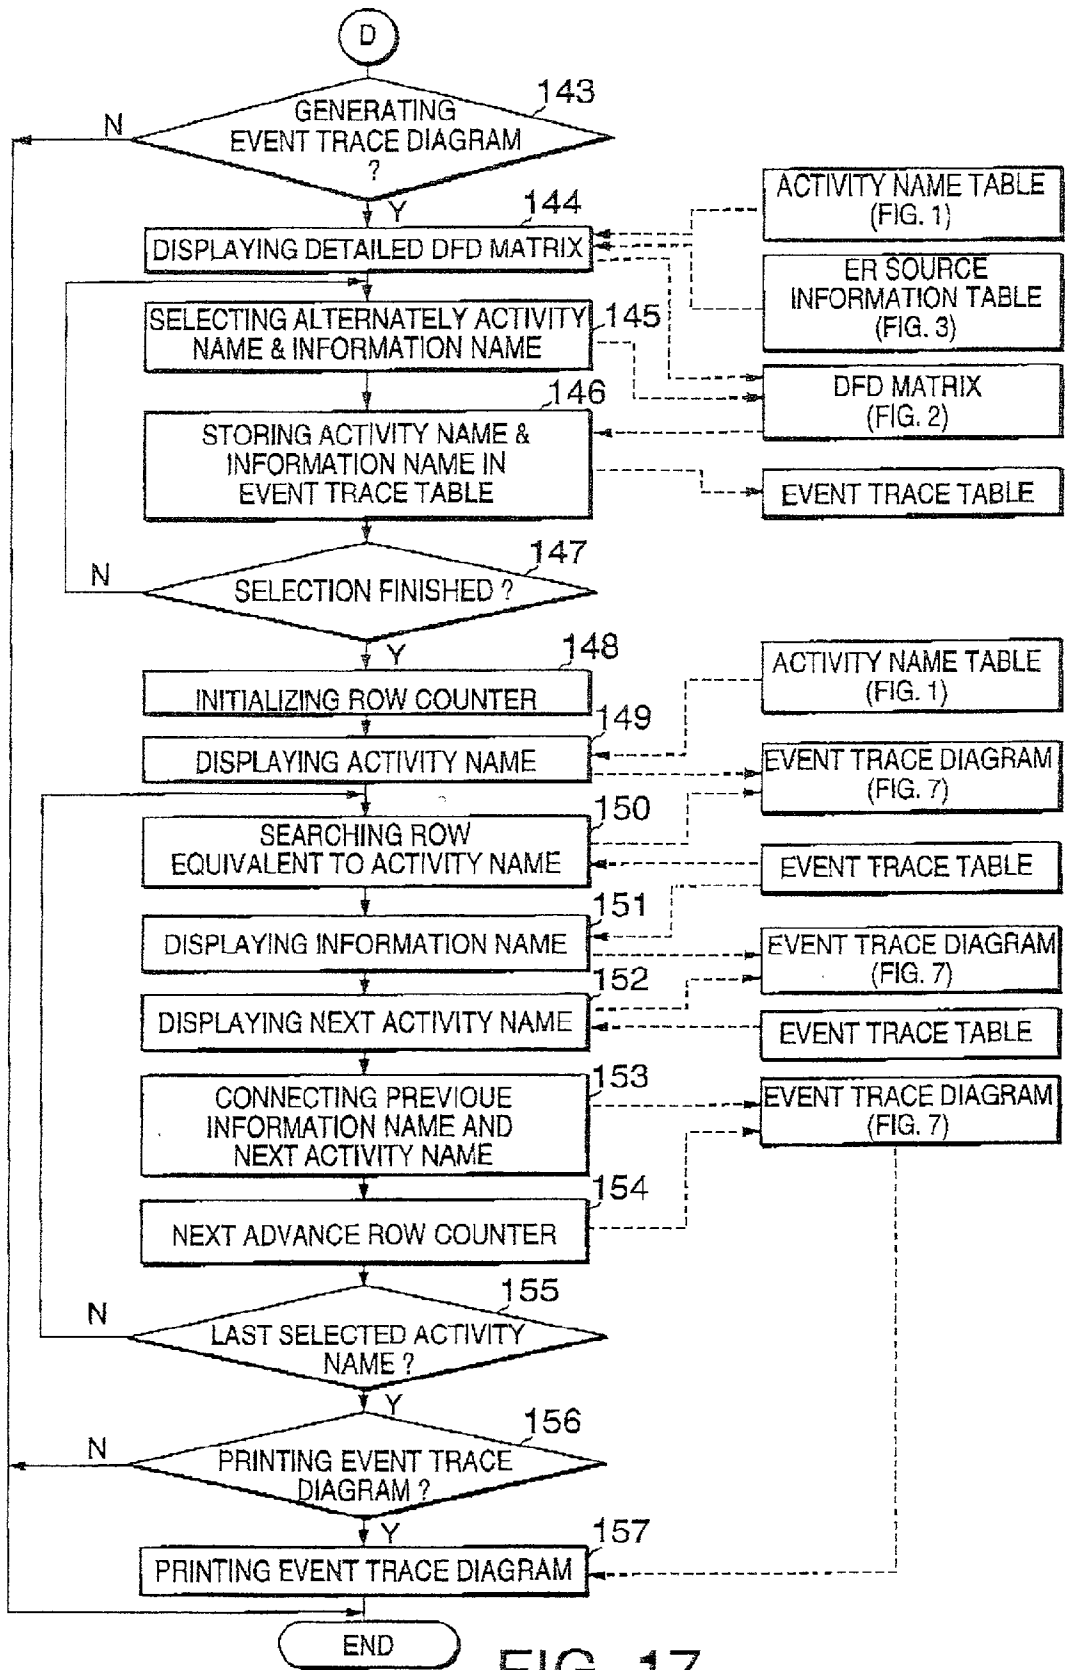 D
143
GENERATING
EVENT TRACE DIAGRAM
?
N
Y
144
DISPLAYING DETAILED DFD MATRIX
ACTIVITY NAME TABLE
(FIG. 1)
ER SOURCE
INFORMATION TABLE
(FIG. 3)
SELECTING ALTERNATELY ACTIVITY
NAME & INFORMATION NAME
145
DFD MATRIX
(FIG. 2)
146
STORING ACTIVITY NAME &
INFORMATION NAME IN
EVENT TRACE TABLE
EVENT TRACE TABLE
147
SELECTION FINISHED ?
N
Y
148
INITIALIZING ROW COUNTER
ACTIVITY NAME TABLE
(FIG. 1)
149
DISPLAYING ACTIVITY NAME
EVENT TRACE DIAGRAM
(FIG. 7)
150
SEARCHING ROW
EQUIVALENT TO ACTIVITY NAME
EVENT TRACE TABLE
151
DISPLAYING INFORMATION NAME
EVENT TRACE DIAGRAM
(FIG. 7)
152
DISPLAYING NEXT ACTIVITY NAME
EVENT TRACE TABLE
153
CONNECTING PREVIOUE
INFORMATION NAME AND
NEXT ACTIVITY NAME
EVENT TRACE DIAGRAM
(FIG. 7)
154
NEXT ADVANCE ROW COUNTER
155
LAST SELECTED ACTIVITY
NAME ?
N
Y
156
PRINTING EVENT TRACE
DIAGRAM ?
N
Y
157
PRINTING EVENT TRACE DIAGRAM
END
FIG. 17